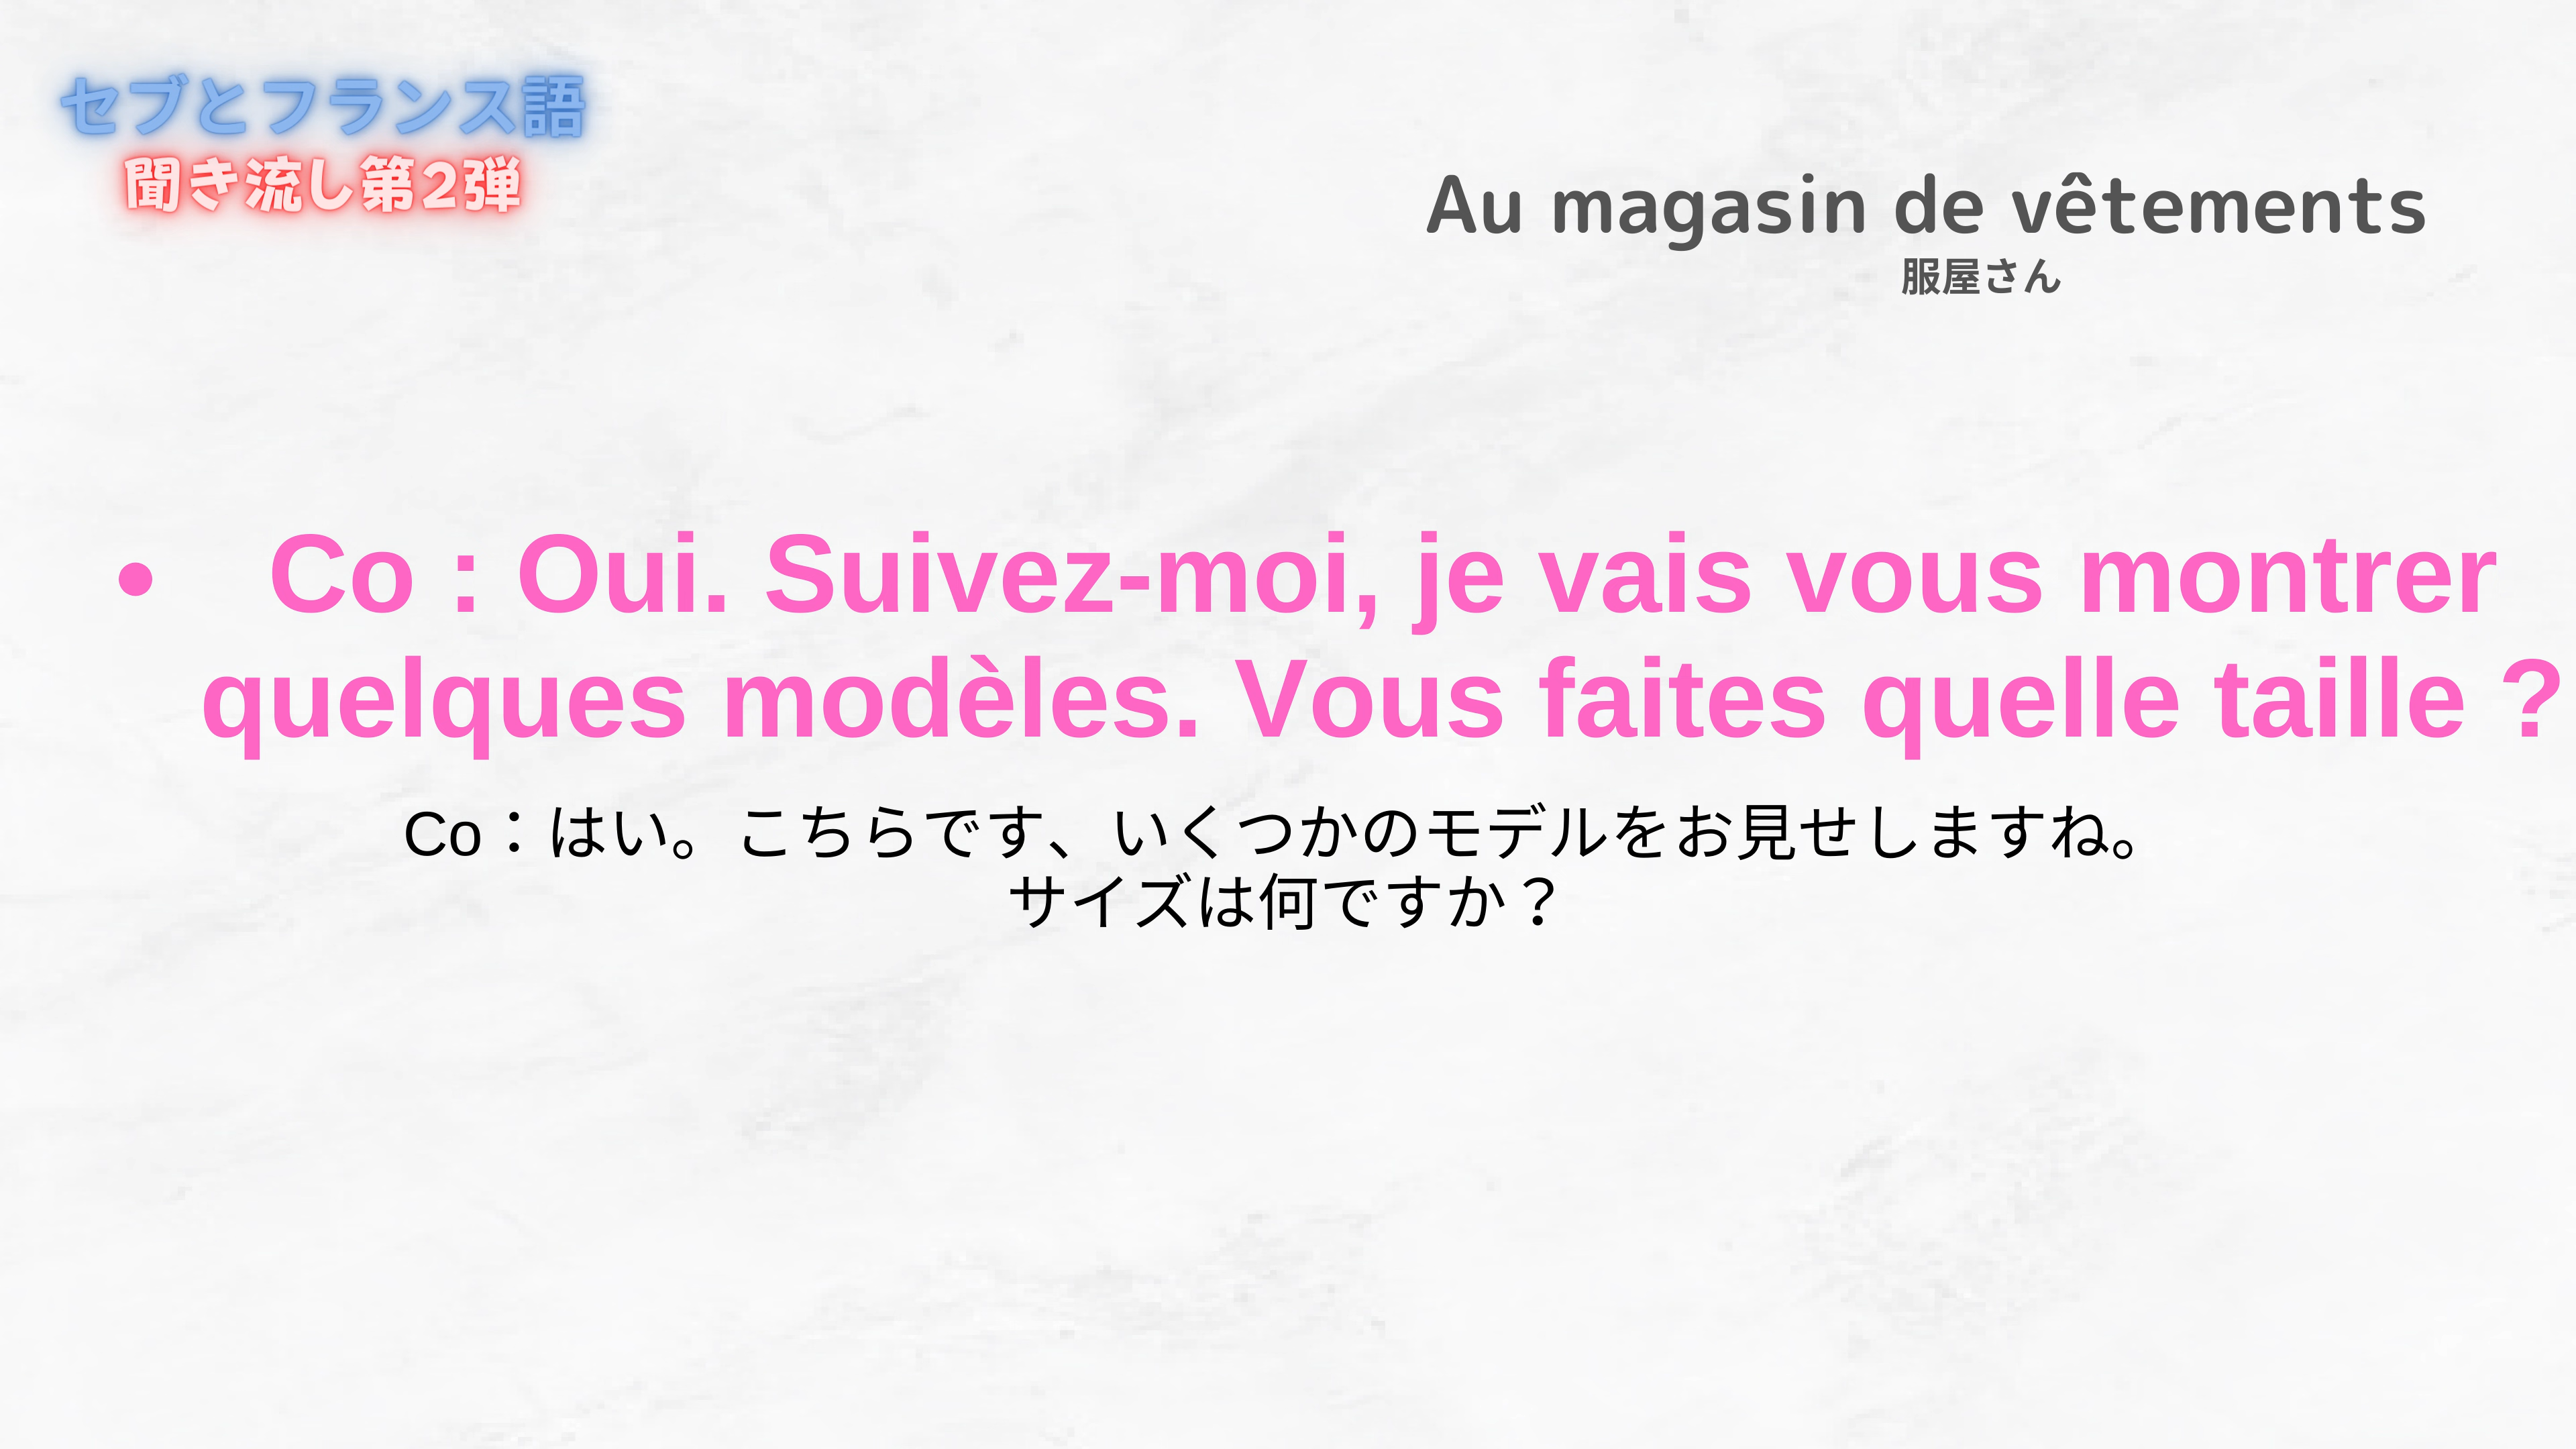 セブとフランス語
聞き流し第2弾
Au magasin de vêtements
服屋さん
• Co : Oui. Suivez-moi, je vais vous montrer
quelques modèles. Vous faites quelle taille ?
Co：はい。こちらです、いくつかのモデルをお見せしますね。
サイズは何ですか？